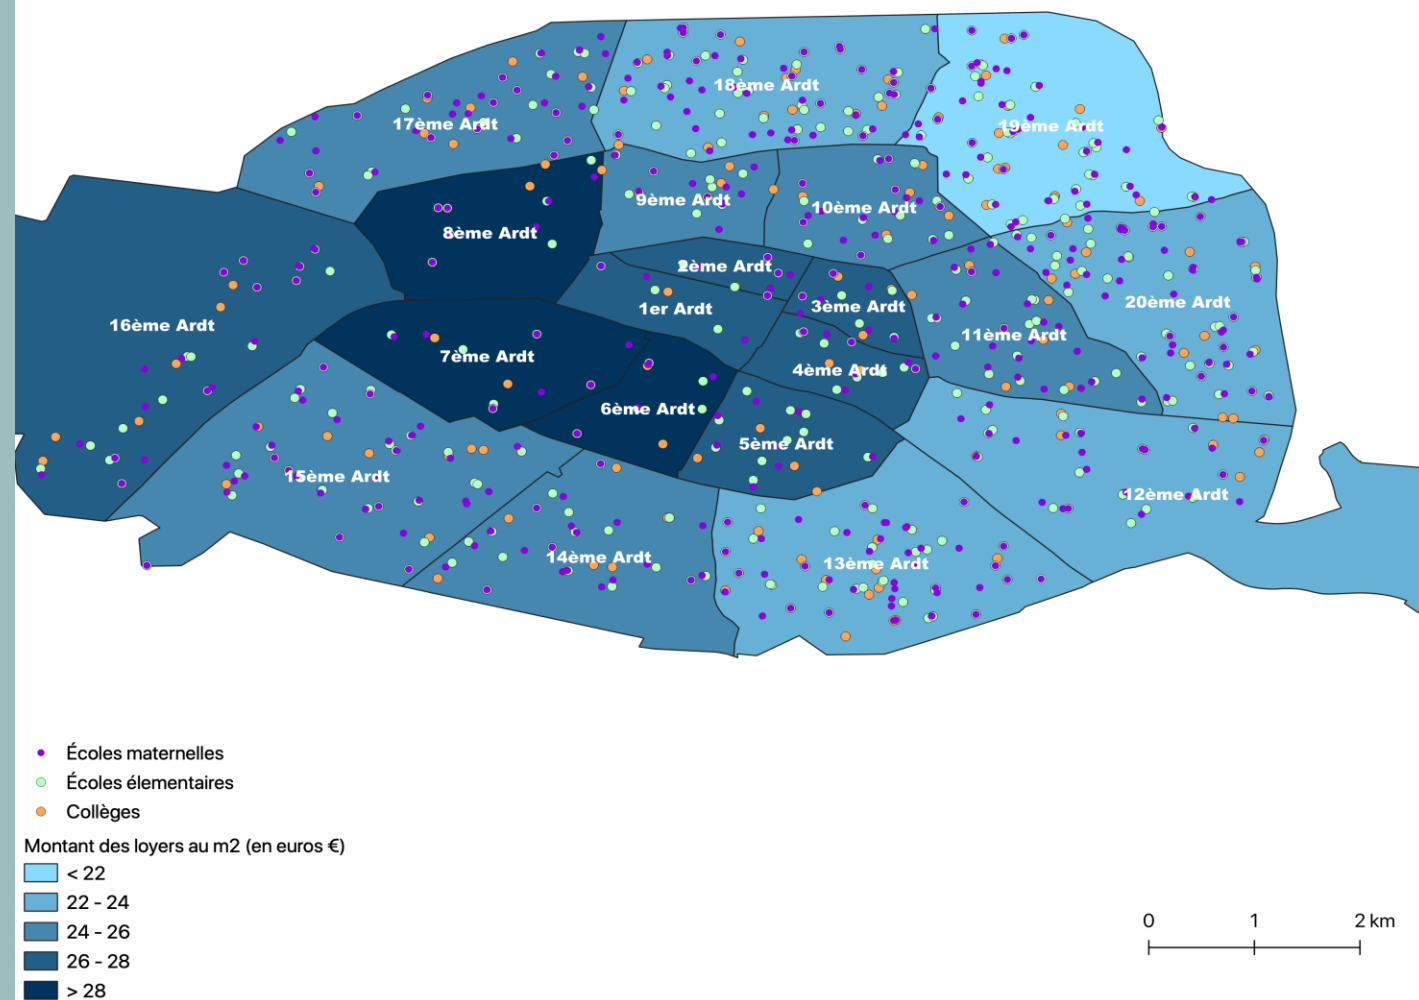 18ème Ardt
17ème Ardt
19ème Ardt
9ème Ardt
10ème Ardt
8ème Ardt
2ème Ardt
1er Ardt
3ème Ardt
20ème Ardt
16ème Ardt
11ème Ardt
7ème Ardt
4ème Ardt
6ème Ardt
5ème Ardt
15ème Ardt
12ème Ardt
14ème Ardt
13ème Ardt
Écoles maternelles
Écoles élementaires
Collèges
Montant des loyers au m2 (en euros €)
< 22
22 - 24
24 - 26
26 - 28
> 28
0 1 2 km